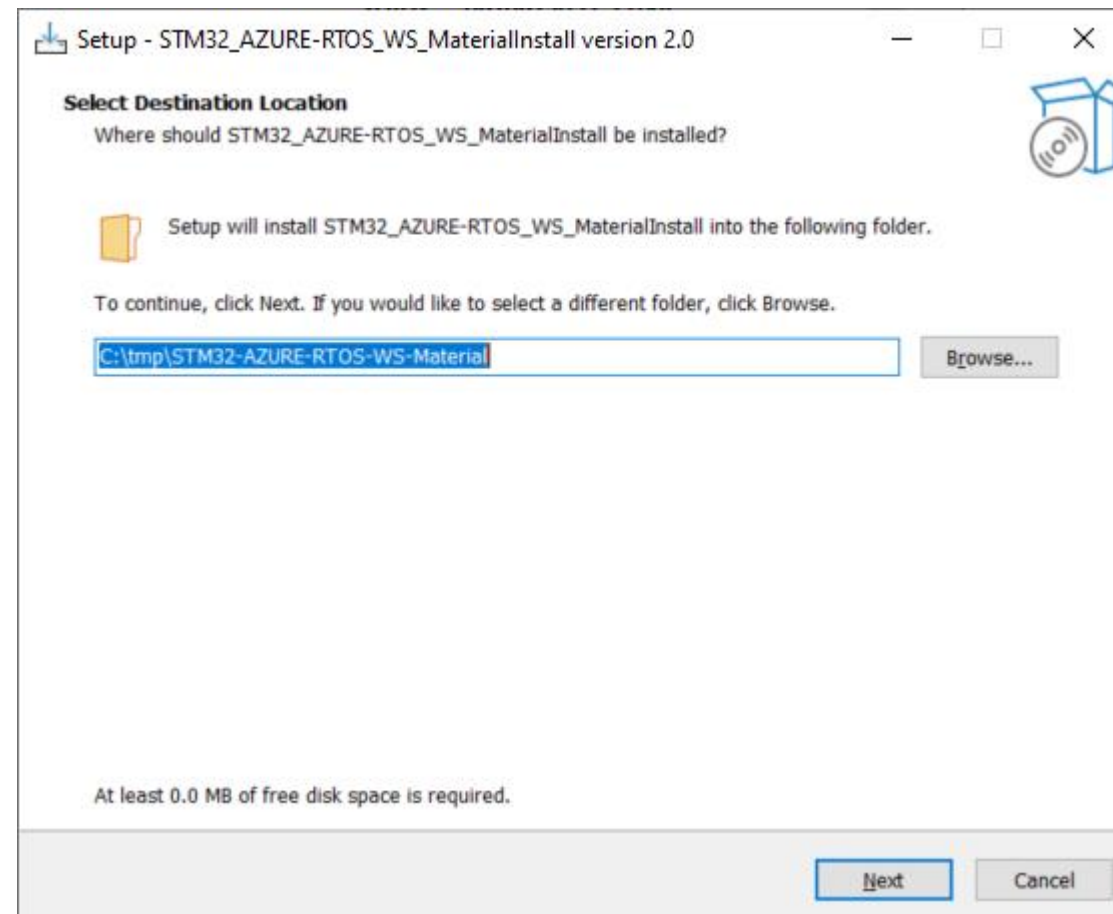 Setup - STM32_AZURE-RTOS_WS_MaterialInstall version 2.0
Select Destination Location
Where should STM32_AZURE-RTOS_WS_MaterialInstall be installed?
Setup will install STM32_AZURE-RTOS_WS_MaterialInstall into the following folder.
To continue, click Next. If you would like to select a different folder, click Browse.
C:\tmp\STM32-AZURE-RTOS-WS-Material
Browse...
At least 0.0 MB of free disk space is required.
Next
Cancel